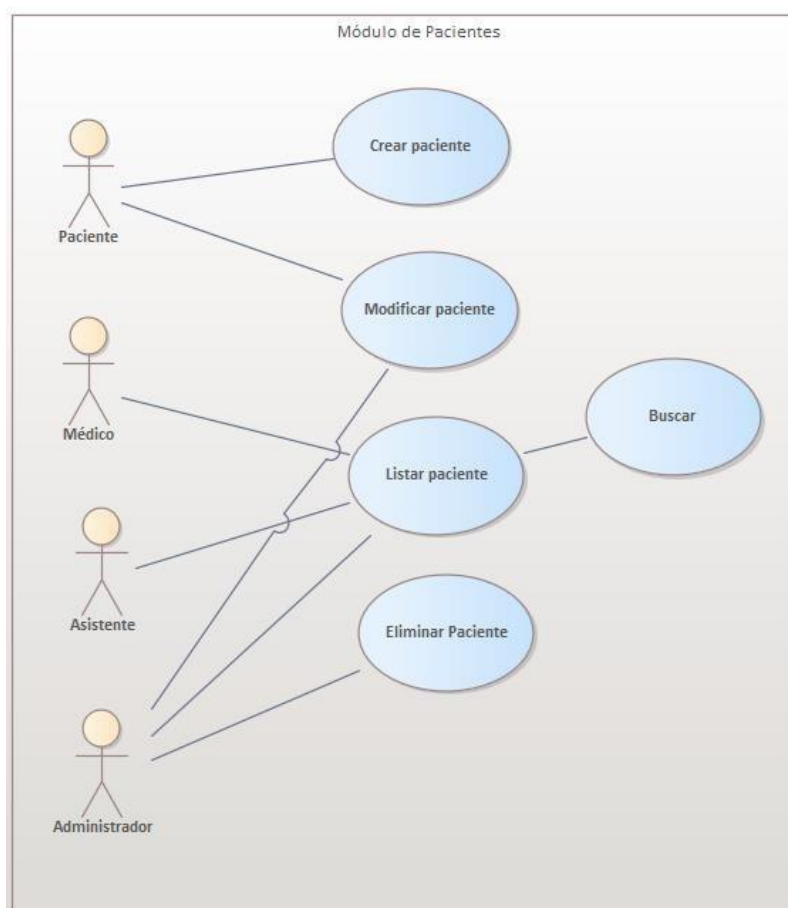 Módulo de Pacientes
Crear paciente
Paciente
Modificar paciente
Médico
Buscar
Listar paciente
Asistente
Eliminar Paciente
Administrador